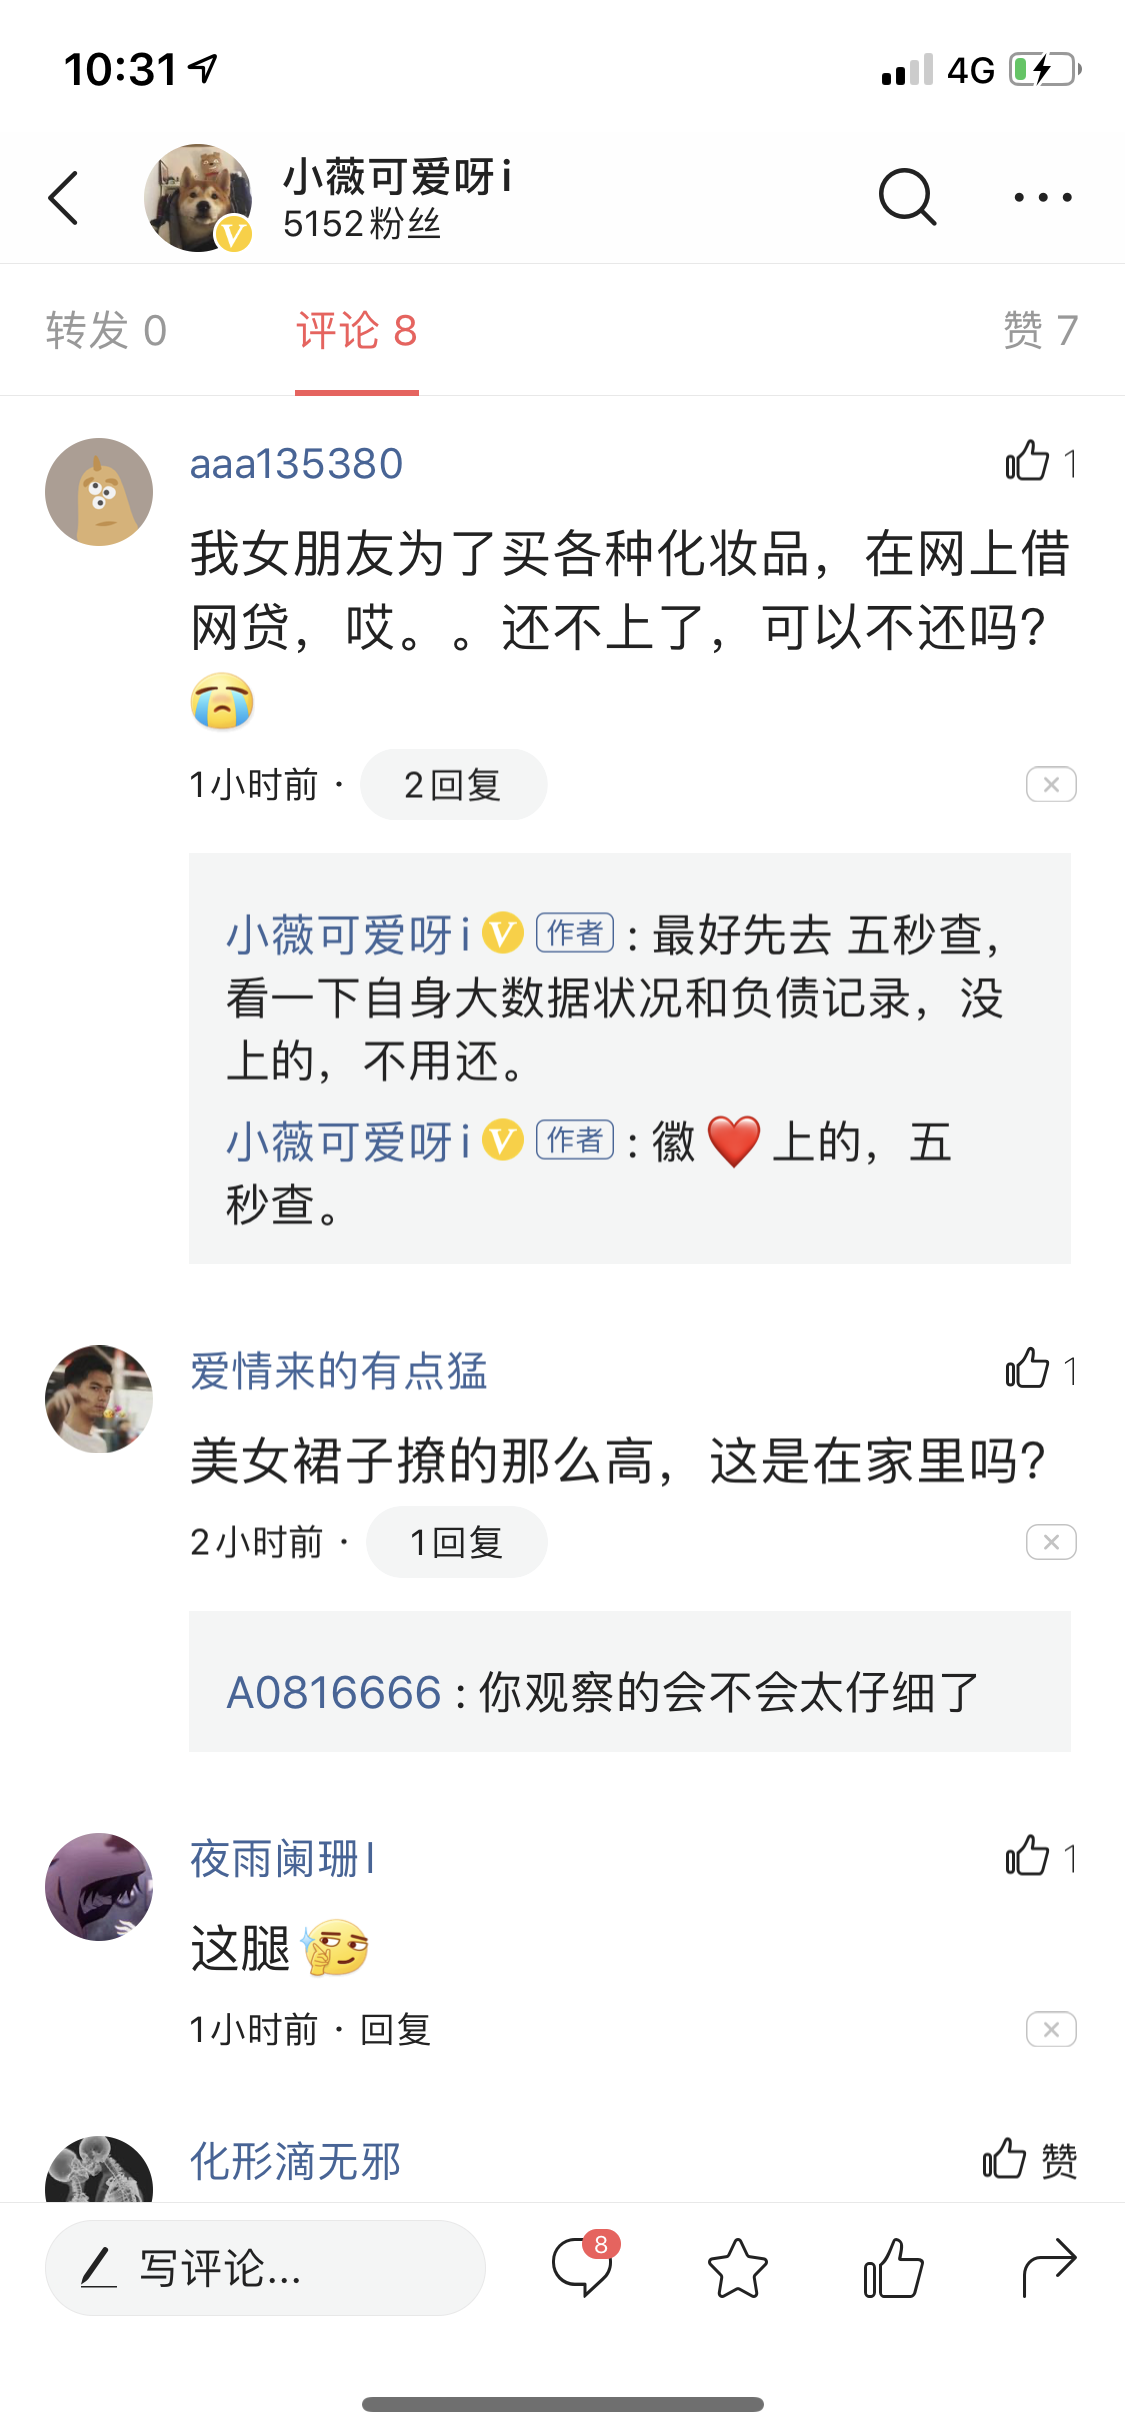 10:31
4G
小薇可爱呀i
5152粉丝
转发 0
评论 8
赞 7
aaa135380
1
我女朋友为了买各种化妆品，在网上借
网贷，哎。。还不上了，可以不还吗?
1小时前 · 2回复
小薇可爱呀i V 作者 : 最好先去 五秒查，
看一下自身大数据状况和负债记录，没
上的，不用还。
小薇可爱呀i V 作者 : 徽❤️上的，五
秒查。
爱情来的有点猛
1
美女裙子撩的那么高，这是在家里吗?
2小时前 · 1回复
A0816666 : 你观察的会不会太仔细了
夜雨阑珊l
1
这腿
1小时前 · 回复
化形滴无邪
赞
写评论...
8